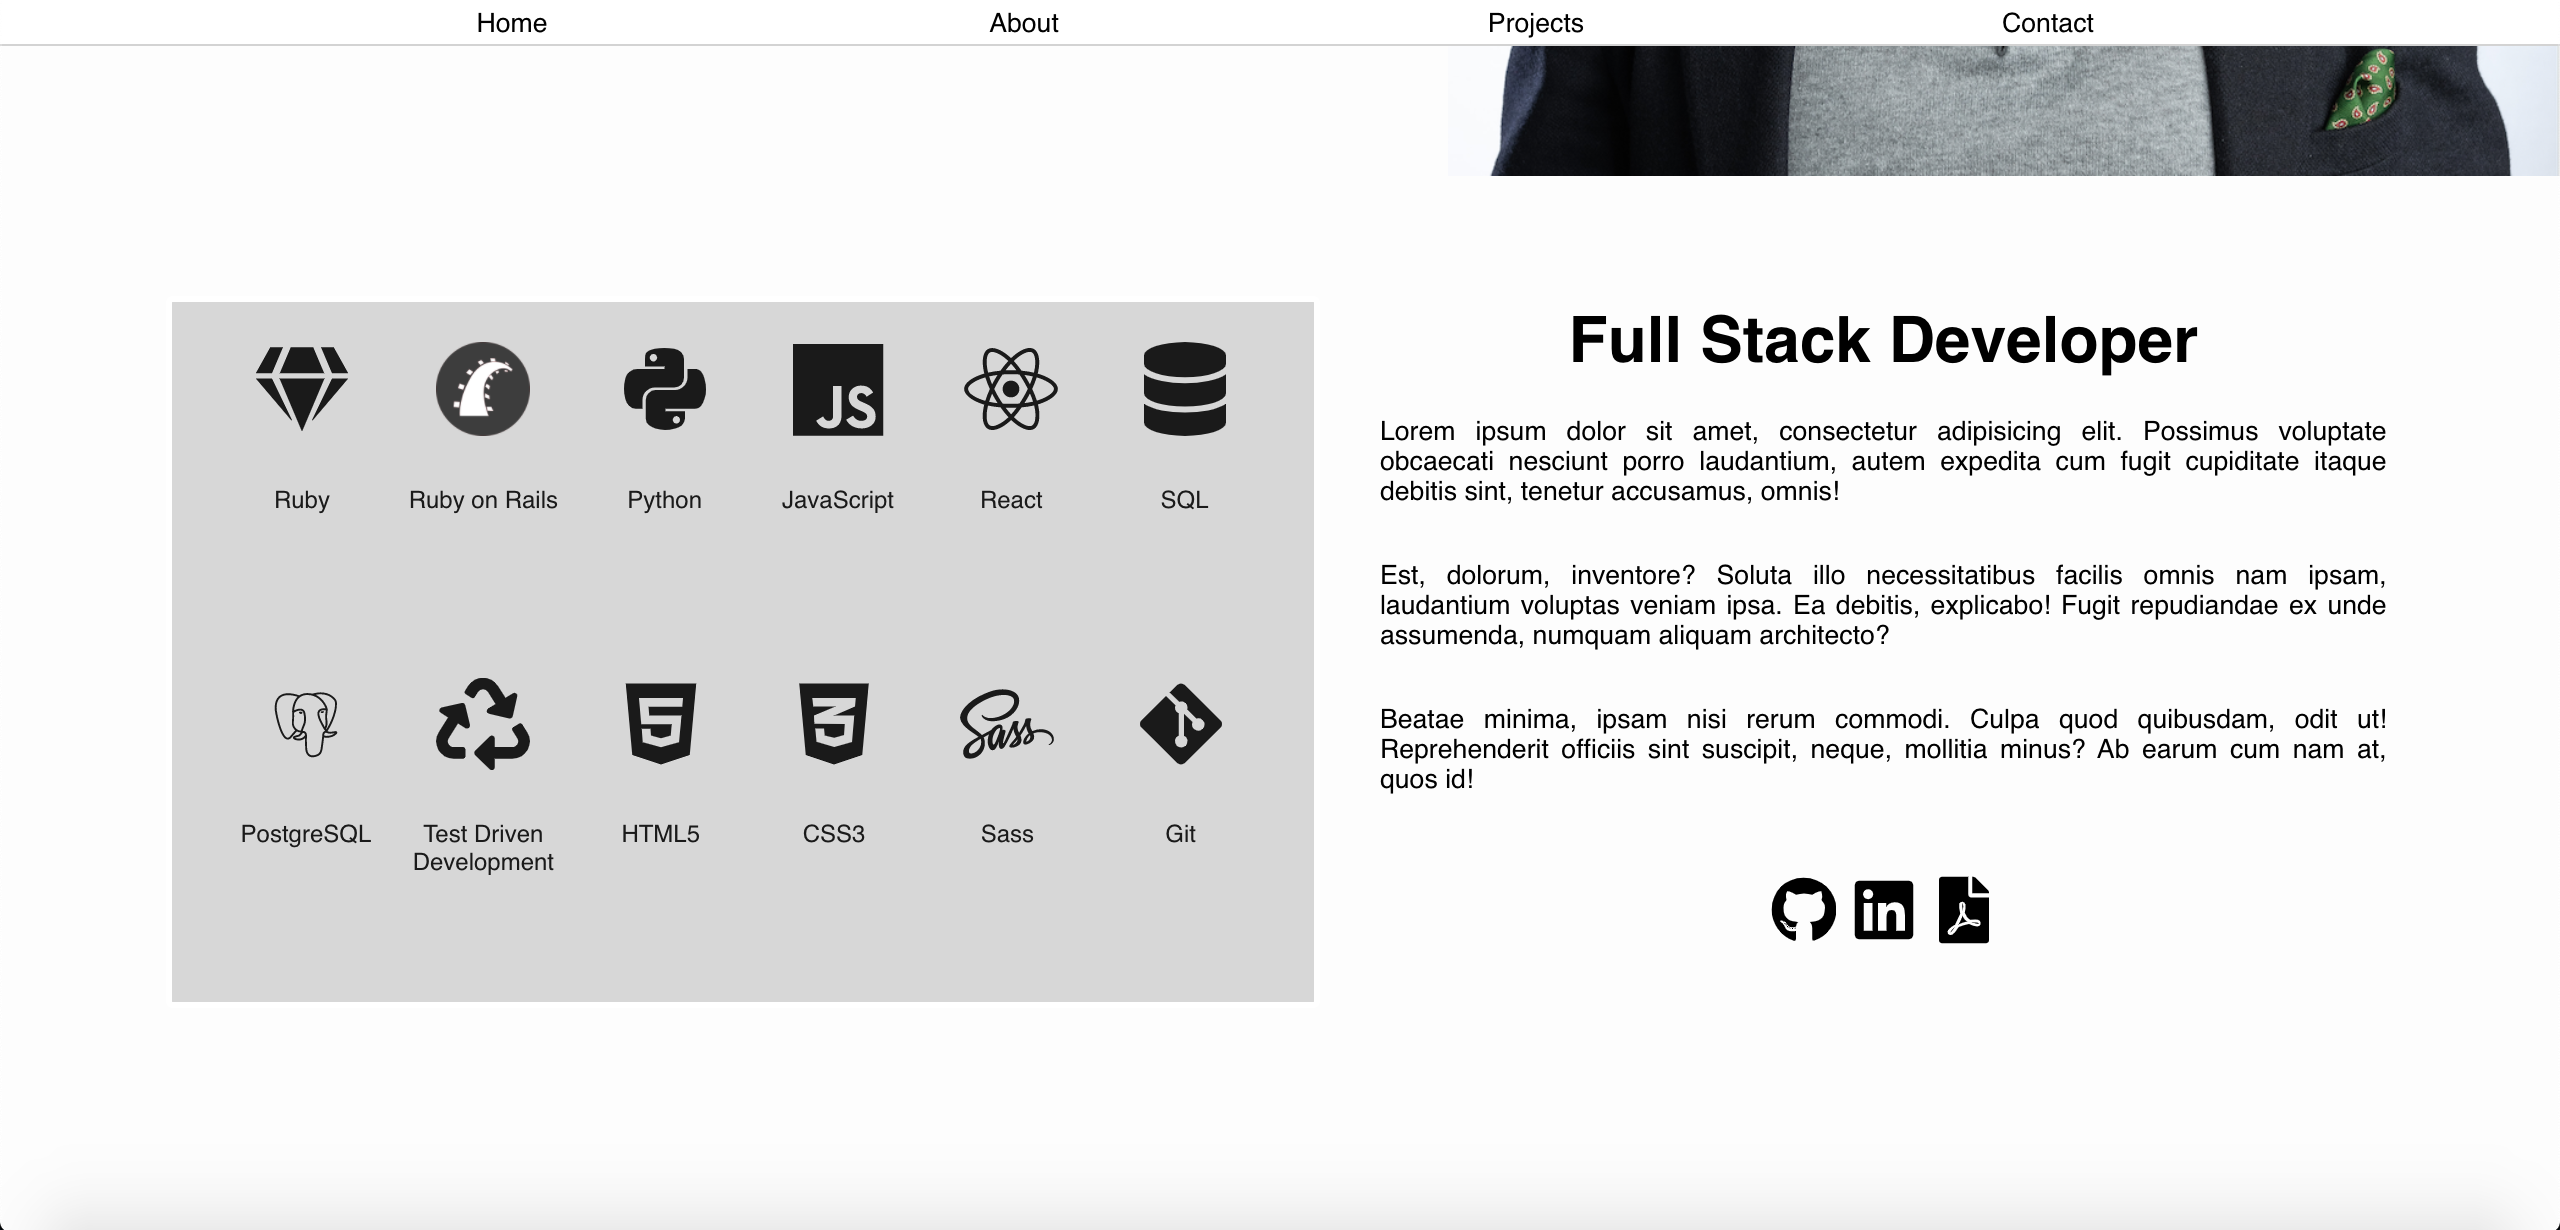 Home
About
Projects
Contact
JS
Ruby
Ruby on Rails
Python
JavaScript
React
SQL
5
3
Sass
PostgreSQL
Test Driven
Development
HTML5
CSS3
Sass
Git
Full Stack Developer
Lorem ipsum dolor sit amet, consectetur adipisicing elit. Possimus voluptate
obcaecati nesciunt porro laudantium, autem expedita cum fugit cupiditate itaque
debitis sint, tenetur accusamus, omnis!
Est, dolorum, inventore? Soluta illo necessitatibus facilis omnis nam ipsam,
laudantium voluptas veniam ipsa. Ea debitis, explicabo! Fugit repudiandae ex unde
assumenda, numquam aliquam architecto?
Beatae minima, ipsam nisi rerum commodi. Culpa quod quibusdam, odit ut!
Reprehenderit officiis sint suscipit, neque, mollitia minus? Ab earum cum nam at,
quos id!
in